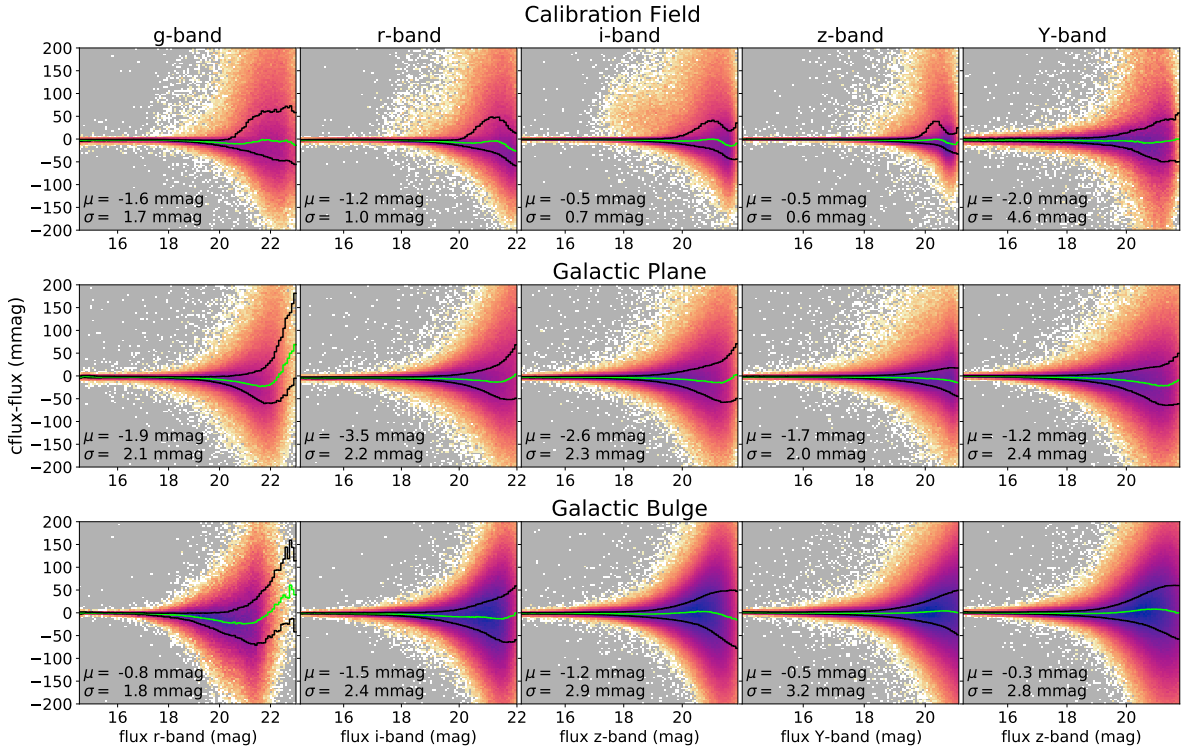 Calibration Field
g-band r-band i-band z-band Y-band
200
150
100
50
0
−50
−100
−150
−200
μ = -1.6 mmag
σ = 1.7 mmag
μ = -1.2 mmag
σ = 1.0 mmag
μ = -0.5 mmag
σ = 0.7 mmag
μ = -0.5 mmag
σ = 0.6 mmag
μ = -2.0 mmag
σ = 4.6 mmag
16 18 20 22 16 18 20 22 16 18 20 16 18 20 16 18 20
Galactic Plane
cflux-flux (mmag)
200
150
100
50
0
−50
−100
−150
−200
μ = -1.9 mmag
σ = 2.1 mmag
μ = -3.5 mmag
σ = 2.2 mmag
μ = -2.6 mmag
σ = 2.3 mmag
μ = -1.7 mmag
σ = 2.0 mmag
μ = -1.2 mmag
σ = 2.4 mmag
16 18 20 22 16 18 20 22 16 18 20 16 18 20 16 18 20
Galactic Bulge
200
150
100
50
0
−50
−100
−150
−200
μ = -0.8 mmag
σ = 1.8 mmag
μ = -1.5 mmag
σ = 2.4 mmag
μ = -1.2 mmag
σ = 2.9 mmag
μ = -0.5 mmag
σ = 3.2 mmag
μ = -0.3 mmag
σ = 2.8 mmag
16 18 20 22 16 18 20 22 16 18 20 16 18 20 16 18 20
flux r-band (mag) flux i-band (mag) flux z-band (mag) flux Y-band (mag) flux z-band (mag)